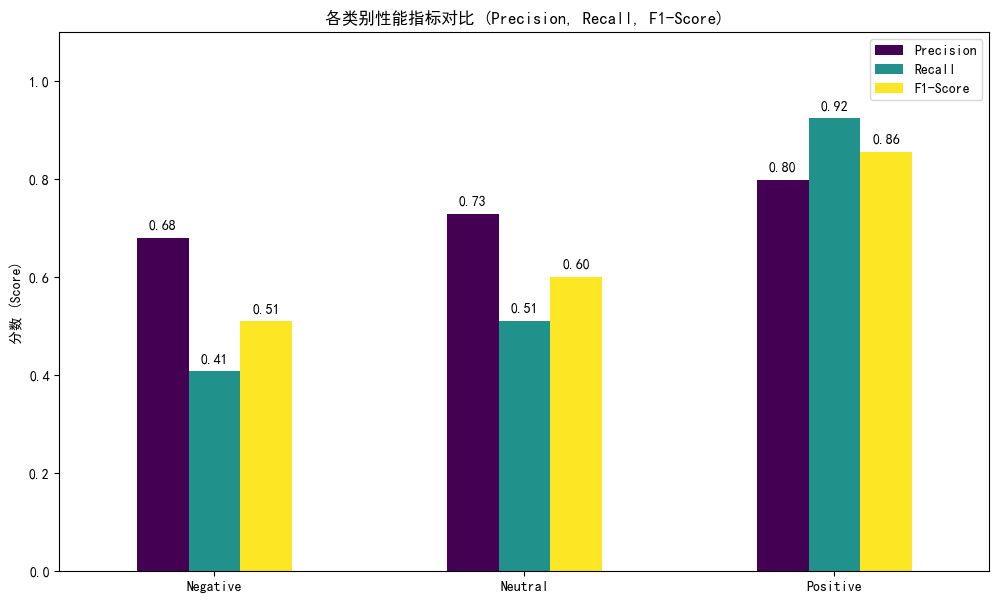 各类别性能指标对比 (Precision, Recall, F1-Score)
Precision
Recall
F1-Score
分数 (Score)
1.0
0.8
0.6
0.4
0.2
0.0
0.68
0.41
0.51
0.73
0.51
0.60
0.80
0.92
0.86
Negative
Neutral
Positive